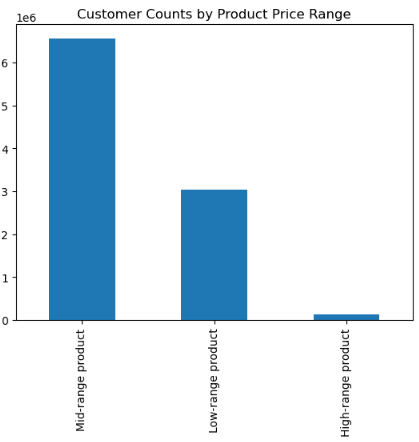 Customer Counts by Product Price Range
1e6
6
5
4
3
2
1
0
Mid-range product
Low-range product
High-range product